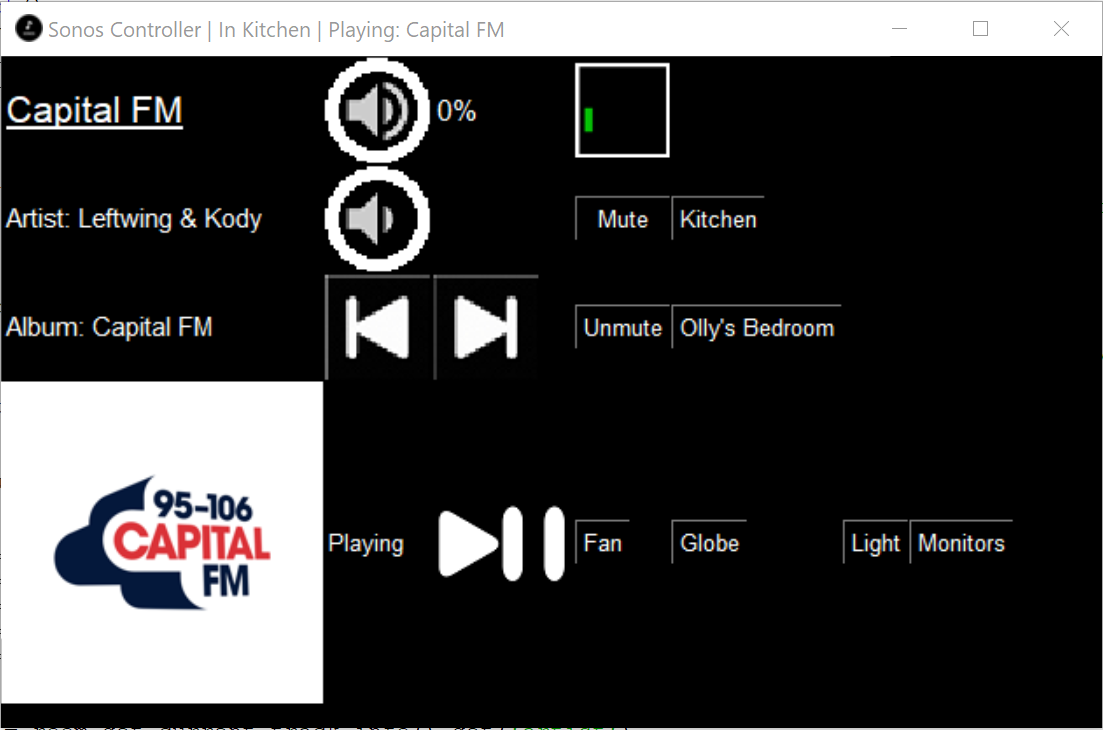 Sonos Controller | In Kitchen | Playing: Capital FM
Capital FM
0%
Artist: Leftwing & Kody
Mute
Kitchen
Album: Capital FM
Unmute
Olly's Bedroom
95-106
CAPITAL
FM
Playing
Fan
Globe
Light
Monitors